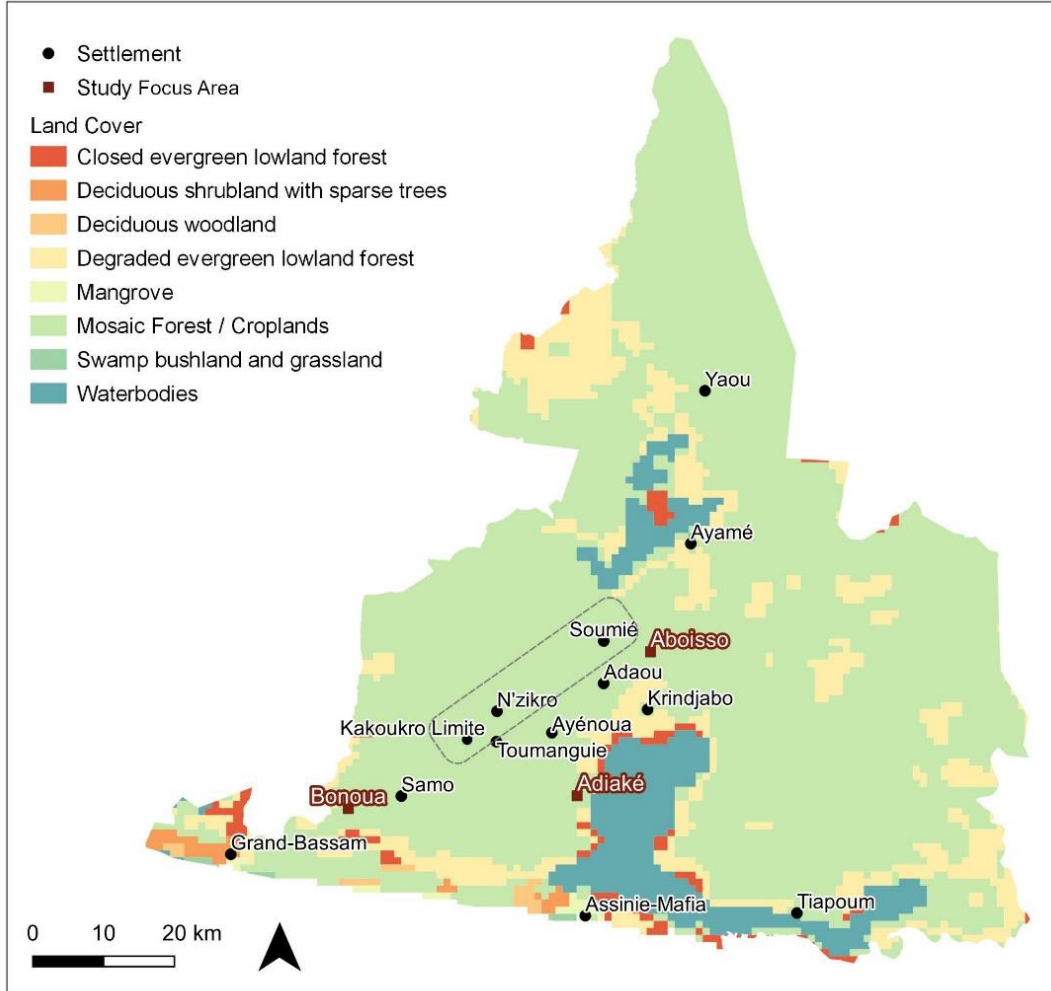 Settlement
Study Focus Area
Land Cover
Closed evergreen lowland forest
Deciduous shrubland with sparse trees
Deciduous woodland
Degraded evergreen lowland forest
Mangrove
Mosaic Forest / Croplands
Swamp bushland and grassland
Waterbodies
Yaou
Ayamé
Soumié
Aboisso
Adaou
N'zikro
Krindjabo
Kakoukro Limite
Ayénoua
Toumanguie
Samo
Adiaké
Bonoua
Grand-Bassam
Assinie-Mafia
Tiapoum
0 10 20 km